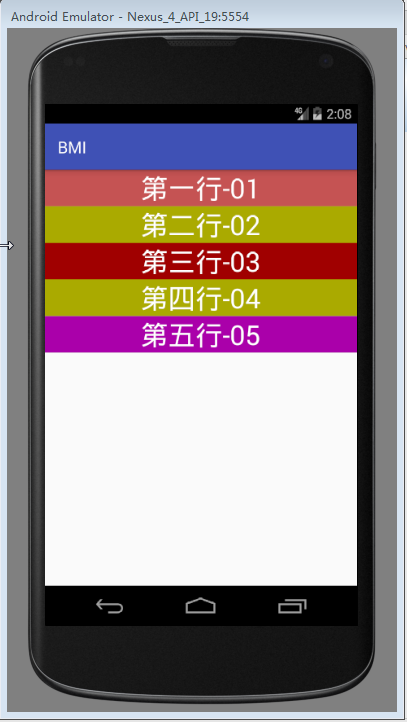 Android Emulator - Nexus_4_API_19:5554
4G 2:08
BMI
第一行-01
第二行-02
第三行-03
第四行-04
第五行-05